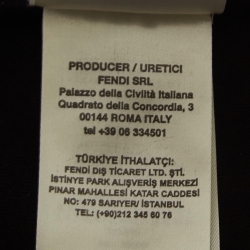 PRODUCER / URETICI
FENDI SRL
Palazzo della Civiltà Italiana
Quadrato della Concordia, 3
00144 ROMA ITALY
tel +39 06 334501
TÜRKİYE İTHALATÇI:
FENDI DIŞ TİCARET LTD. ŞTİ.
İSTİNYE PARK ALIŞVERİŞ MERKEZİ
PINAR MAHALLESİ KATAR CADDESİ
NO: 479 SARIYER/ İSTANBUL
TEL: (+90)212 345 60 76